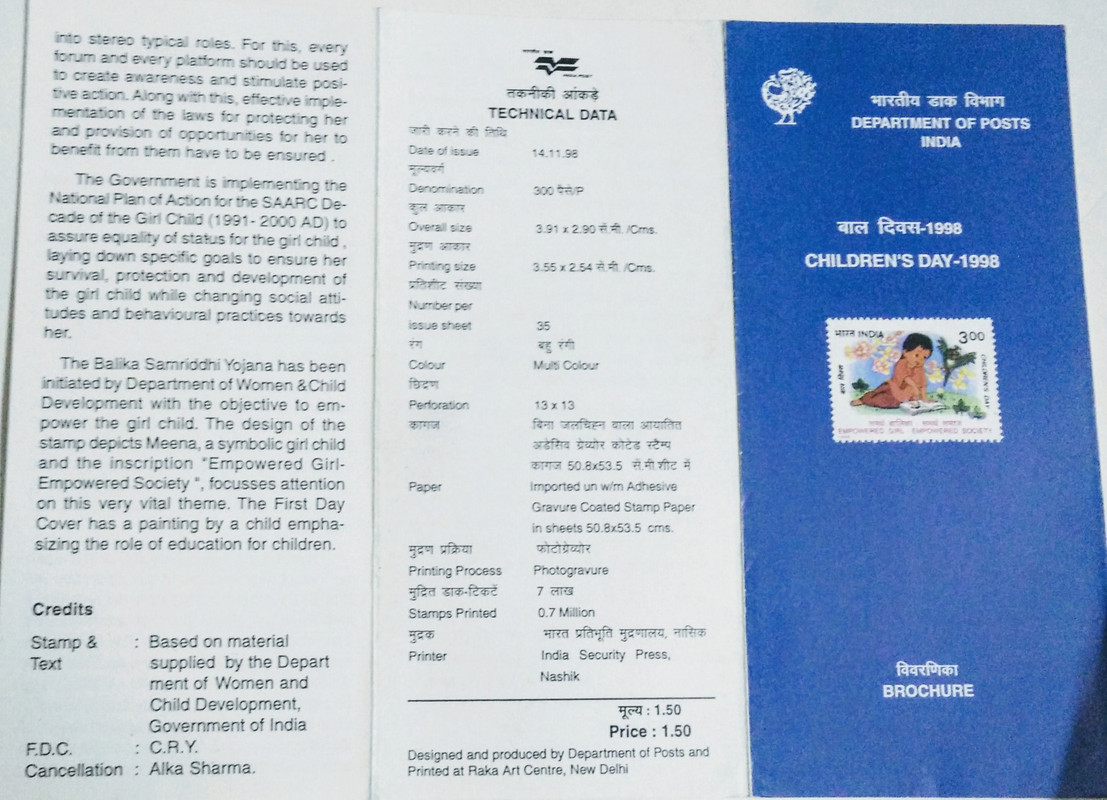 into stereo typical roles. For this, every
forum and every platform should be used
to create awareness and stimulate posi-
tive action. Along with this, effective imple-
mentation of the laws for protecting her
and provision of opportunities for her to
benefit from them have to be ensured .
The Government is implementing the
National Plan of Action for the SAARC De-
cade of the Girl Child (1991- 2000 AD) to
assure equality of status for the girl child ,
laying down specific goals to ensure her
survival, protection and development of
the girl child while changing social atti-
tudes and behavioural practices towards
her.
The Balika Samriddhi Yojana has been
initiated by Department of Women & Child
Development with the objective to em-
power the girl child. The design of the
stamp depicts Meena, a symbolic girl child
and the inscription "Empowered Girl-
Empowered Society ", focusses attention
on this very vital theme. The First Day
Cover has a painting by a child empha-
sizing the role of education for children.
Credits
Stamp & : Based on material
Text supplied by the Depart
ment of Women and
Child Development,
Government of India
F.D.C. : C.R.Y.
Cancellation : Alka Sharma.
भारतीय डाक
INDIA POST
तकनीकी आंकड़े
TECHNICAL DATA
जारी करने की तिथि
Date of issue 14.11.98
मूल्यवर्ग
Denomination 300 पैसे/P
कुल आकार
Overall size 3.91 x 2.90 से.मी. /Cms.
मुद्रण आकार
Printing size 3.55 x 2.54 से.मी. /Cms.
प्रतिशीट संख्या
Number per
issue sheet 35
रंग बहु रंगी
Colour Multi Colour
छिद्रण
Perforation 13 x 13
कागज बिना जलचिह्न वाला आयातित
अडेसिव ग्रेव्योर कोटेड स्टैम्प
कागज 50.8x53.5 से.मी.शीट में
Paper Imported un w/m Adhesive
Gravure Coated Stamp Paper
in sheets 50.8x53.5 cms.
मुद्रण प्रक्रिया फोटोग्रेव्योर
Printing Process Photogravure
मुद्रित डाक-टिकटें 7 लाख
Stamps Printed 0.7 Million
मुद्रक भारत प्रतिभूति मुद्रणालय, नासिक
Printer India Security Press,
Nashik
मूल्य : 1.50
Price : 1.50
Designed and produced by Department of Posts and
Printed at Raka Art Centre, New Delhi
भारतीय डाक विभाग
DEPARTMENT OF POSTS
INDIA
बाल दिवस-1998
CHILDREN'S DAY-1998
भारत INDIA 300
बाल दिवस
CHILDREN'S DAY
समर्थ बालिका समर्थ समाज
EMPOWERED GIRL EMPOWERED SOCIETY
विवरणिका
BROCHURE